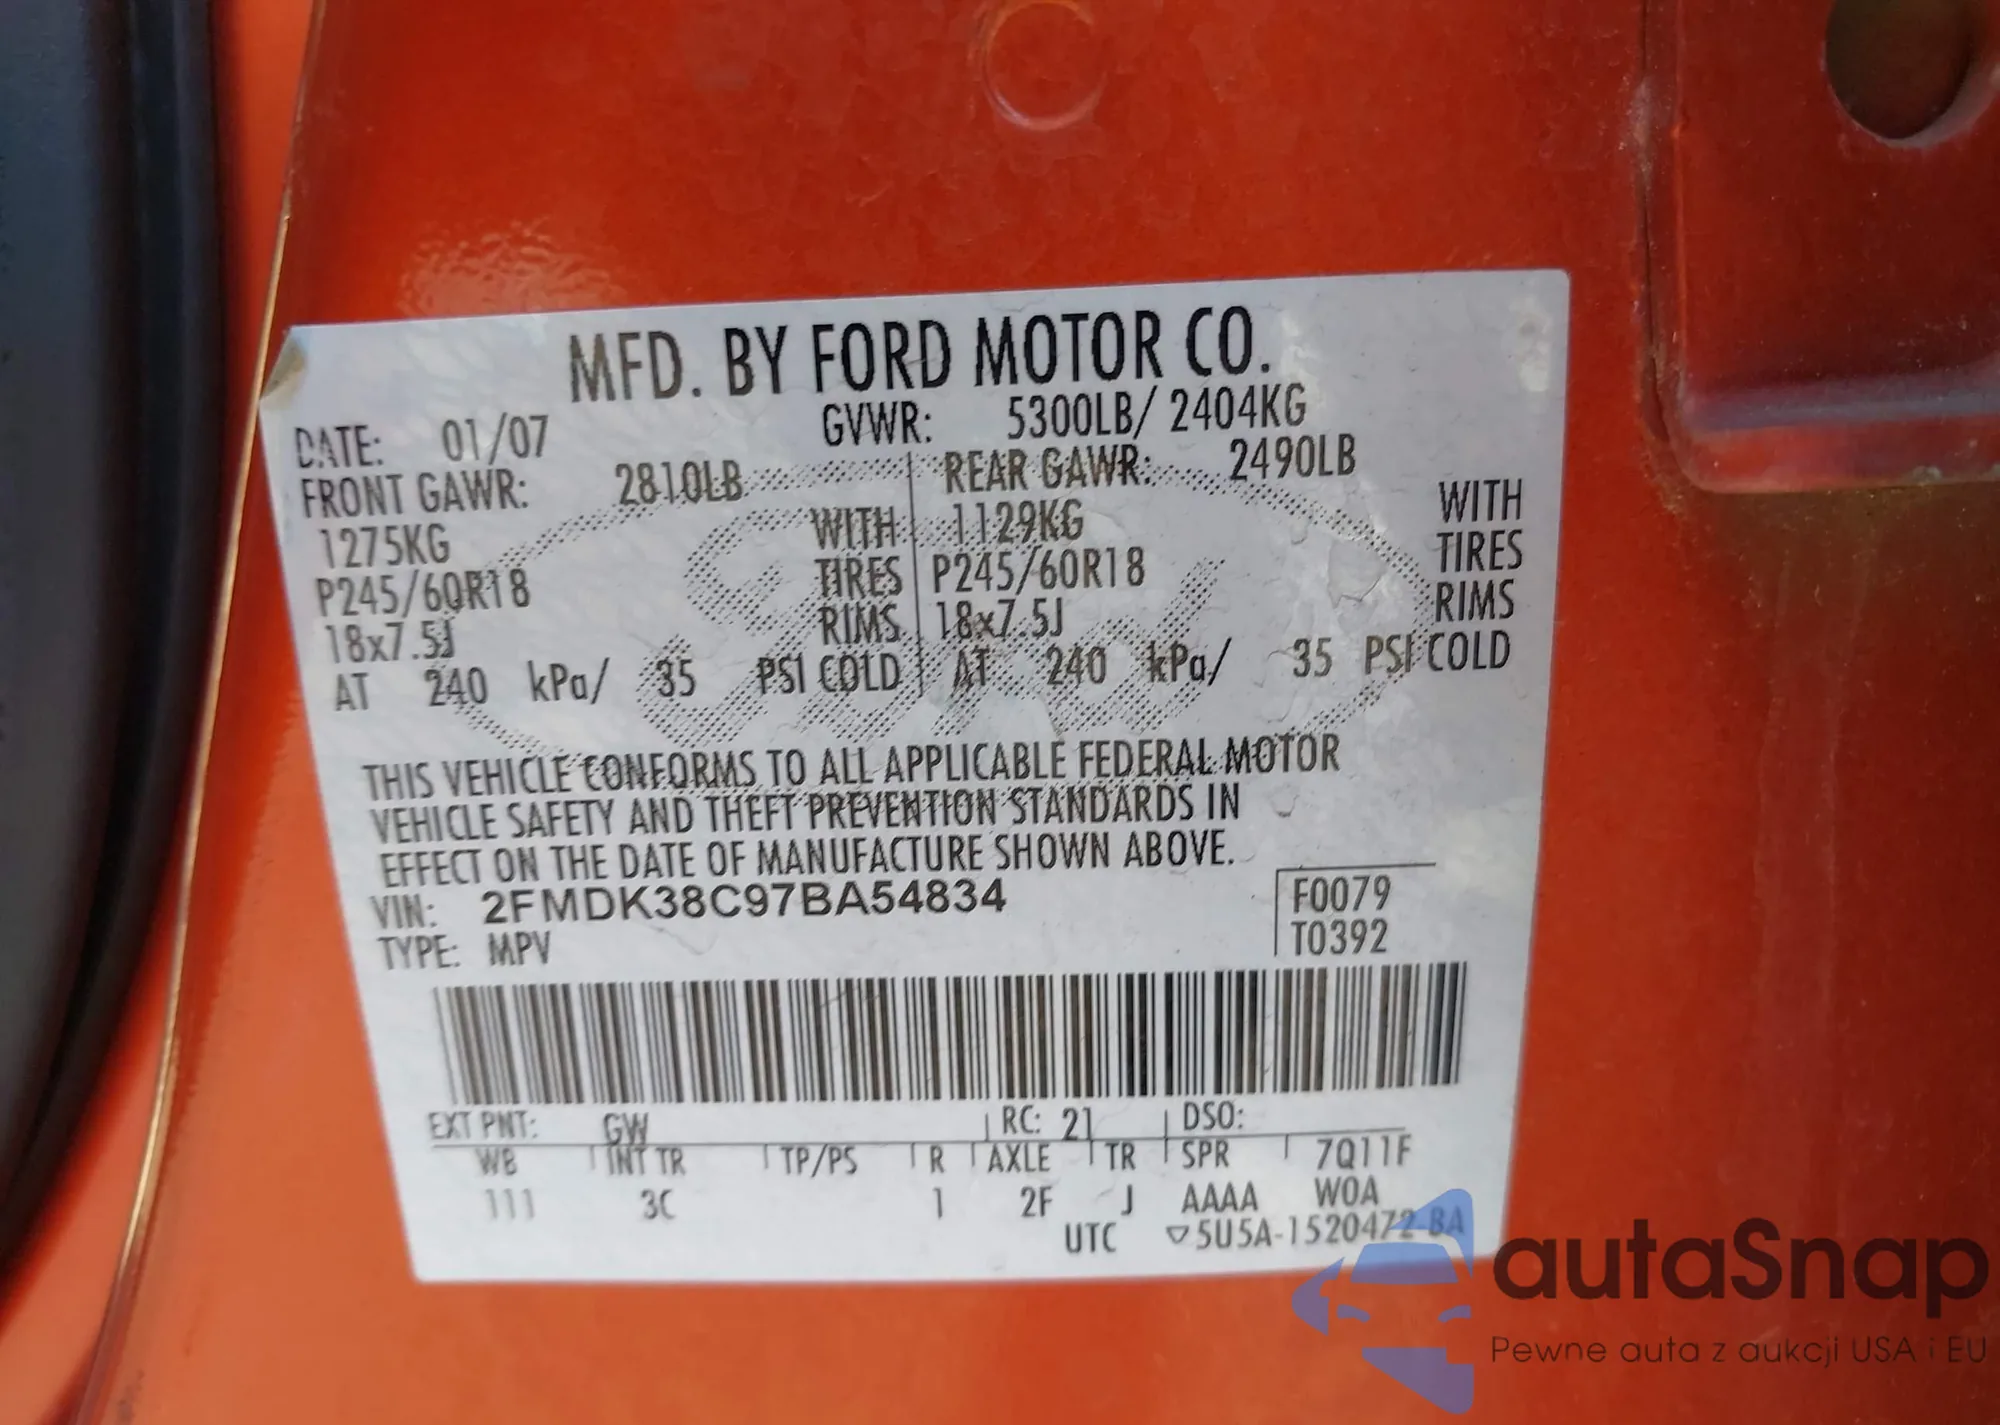 MFD. BY FORD MOTOR CO.
DATE: 01/07 GVWR: 5300LB/ 2404KG
FRONT GAWR: 2810LB REAR GAWR: 2490LB
1275KG WITH 1129KG WITH
P245/60R18 TIRES P245/60R18 TIRES
18x7.5J RIMS 18x7.5J RIMS
AT 240 kPa/ 35 PSI COLD AT 240 kPa/ 35 PSI COLD
THIS VEHICLE CONFORMS TO ALL APPLICABLE FEDERAL MOTOR
VEHICLE SAFETY AND THEFT PREVENTION STANDARDS IN
EFFECT ON THE DATE OF MANUFACTURE SHOWN ABOVE.
VIN: 2FMDK38C97BA54834 F0079
TYPE: MPV T0392
EXT PNT: GW RC: 21 DSO:
WB INT TR TP/PS R AXLE TR SPR 7Q11F
111 3C 1 2F J AAAA WOA
UTC ▽5U5A-1520472-BA
autaSnap
Pewne auta z aukcji USA i EU